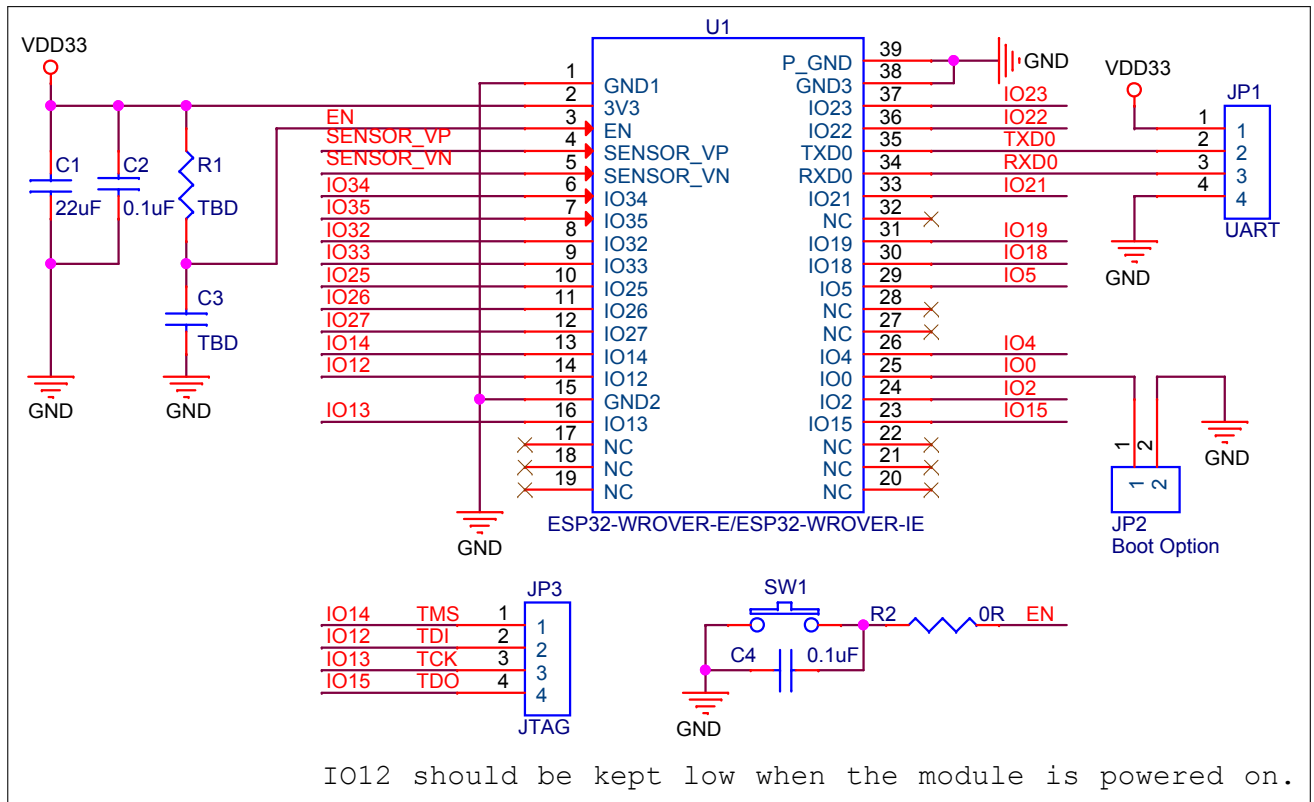 VDD33
C1
22uF
C2
0.1uF
R1
TBD
C3
TBD
GND
GND
U1
1 GND1
2 3V3
EN 3 EN
SENSOR_VP 4 SENSOR_VP
SENSOR_VN 5 SENSOR_VN
IO34 6 IO34
IO35 7 IO35
IO32 8 IO32
IO33 9 IO33
IO25 10 IO25
IO26 11 IO26
IO27 12 IO27
IO14 13 IO14
IO12 14 IO12
15 GND2
IO13 16 IO13
17 NC
18 NC
19 NC
GND
P_GND 39 GND
GND3 38
IO23 37 IO23
IO22 36 IO22
TXD0 35 TXD0
RXD0 34 RXD0
IO21 33 IO21
NC 32
IO19 31 IO19
IO18 30 IO18
IO5 29 IO5
NC 28
NC 27
IO4 26 IO4
IO0 25 IO0
IO2 24 IO2
IO15 23 IO15
NC 22
NC 21
NC 20
ESP32-WROVER-E/ESP32-WROVER-IE
VDD33
JP1
1 1
2 2
3 3
4 4
UART
GND
GND
1 2
1 2
JP2
Boot Option
JP3
IO14 TMS 1 1
IO12 TDI 2 2
IO13 TCK 3 3
IO15 TDO 4 4
JTAG
SW1
R2 0R EN
C4 0.1uF
GND
IO12 should be kept low when the module is powered on.